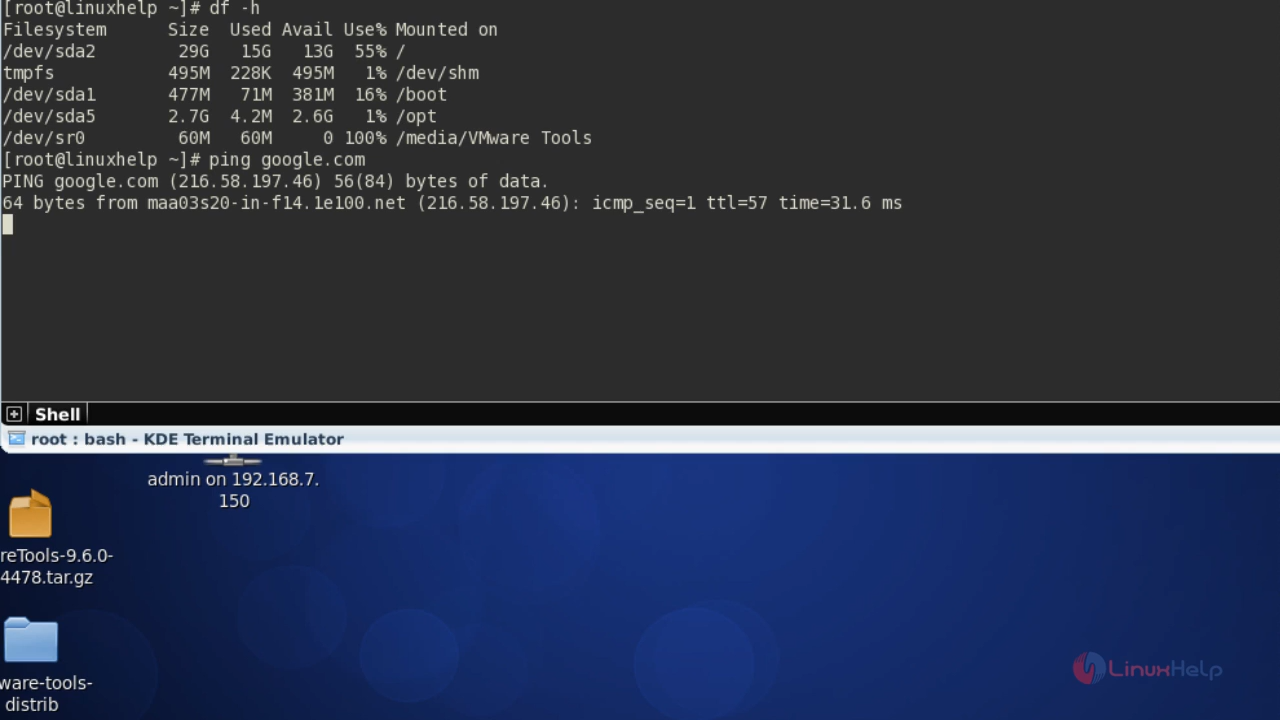 [root@linuxhelp ~]# df -h
Filesystem      Size  Used Avail Use% Mounted on
/dev/sda2        29G   15G   13G  55% /
tmpfs           495M  228K  495M   1% /dev/shm
/dev/sda1       477M   71M  381M  16% /boot
/dev/sda5       2.7G  4.2M  2.6G   1% /opt
/dev/sr0         60M   60M     0 100% /media/VMware Tools
[root@linuxhelp ~]# ping google.com
PING google.com (216.58.197.46) 56(84) bytes of data.
64 bytes from maa03s20-in-f14.1e100.net (216.58.197.46): icmp_seq=1 ttl=57 time=31.6 ms
Shell
root : bash - KDE Terminal Emulator
admin on 192.168.7.
150
reTools-9.6.0-
4478.tar.gz
ware-tools-
distrib
LinuxHelp